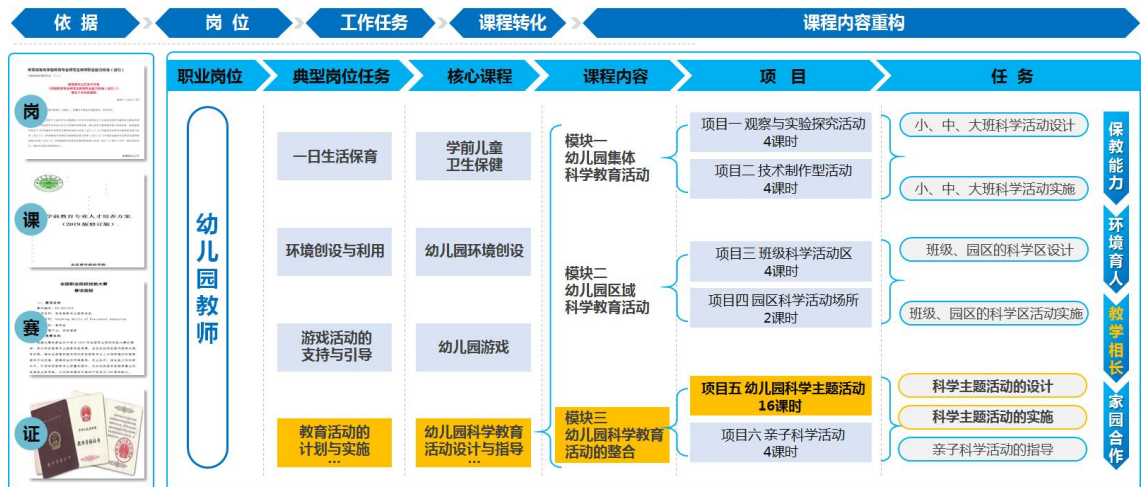 依 据
岗 位
工作任务
课程转化
课程内容重构
岗
课
学前教育专业人才培养方案
（2019版修订版）
赛
证
职业岗位
典型岗位任务
核心课程
课程内容
项 目
任 务
幼儿园教师
一日生活保育
环境创设与利用
游戏活动的
支持与引导
教育活动的
计划与实施
...
学前儿童
卫生保健
幼儿园环境创设
幼儿园游戏
幼儿园科学教育
活动设计与指导
...
模块一
幼儿园集体
科学教育活动
模块二
幼儿园区域
科学教育活动
模块三
幼儿园科学教育
活动的整合
项目一 观察与实验探究活动
4课时
项目二 技术制作型活动
4课时
项目三 班级科学活动区
4课时
项目四 园区科学活动场所
2课时
项目五 幼儿园科学主题活动
16课时
项目六 亲子科学活动
4课时
小、中、大班科学活动设计
小、中、大班科学活动实施
班级、园区的科学区设计
班级、园区的科学区活动实施
科学主题活动的设计
科学主题活动的实施
亲子科学活动的指导
保教能力
环境育人
教学相长
家园合作